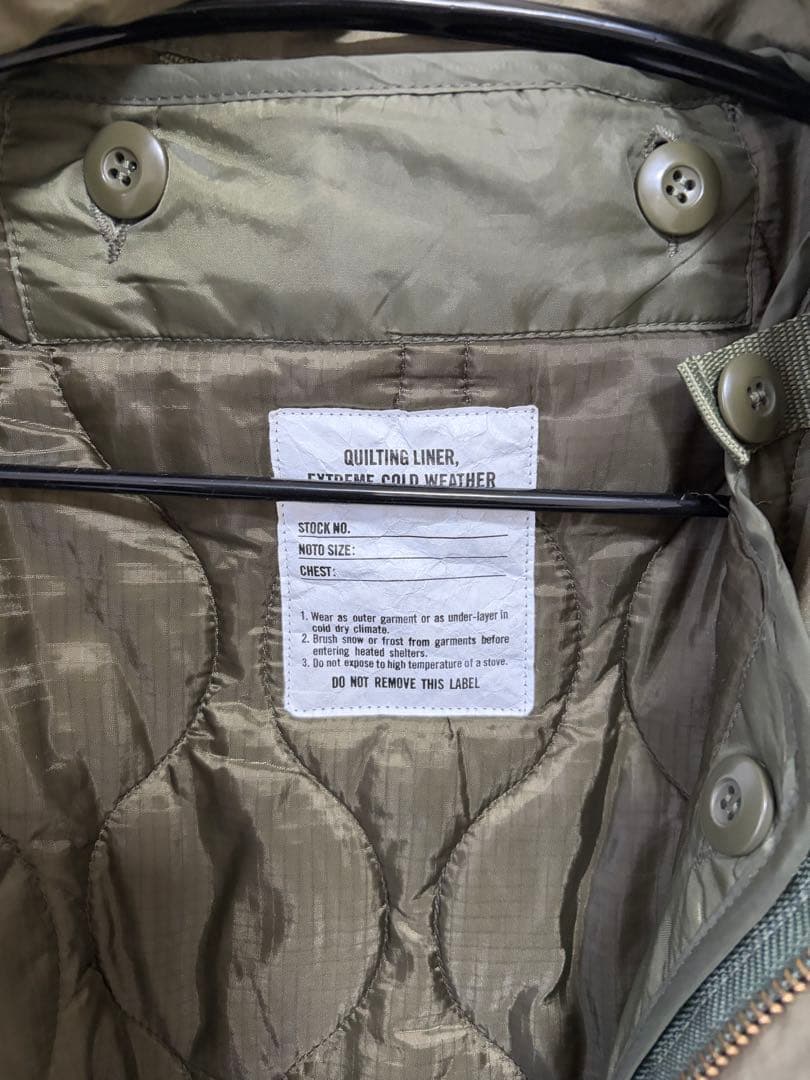 QUILTING LINER,
EXTREME COLD WEATHER
STOCK NO.
NOTO SIZE:
CHEST:
1. Wear as outer garment or as under-layer in
cold dry climate.
2. Brush snow or frost from garments before
entering heated shelters.
3. Do not expose to high temperature of a stove.
DO NOT REMOVE THIS LABEL